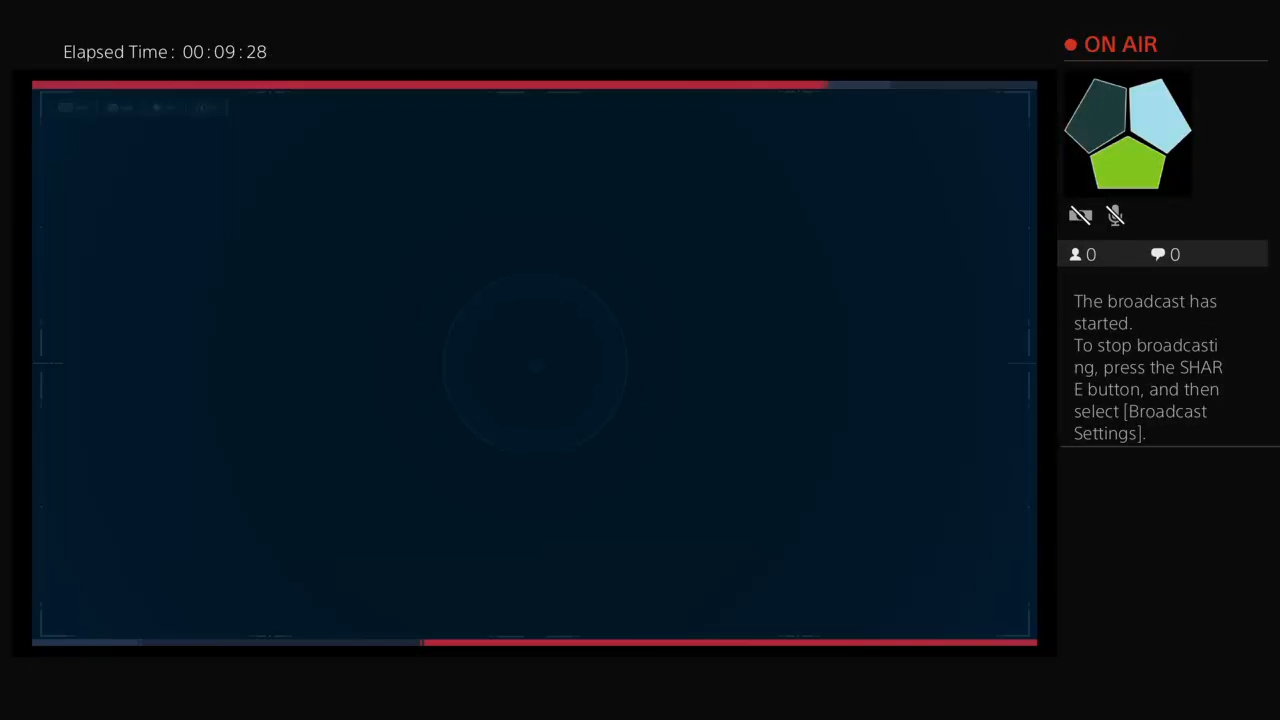 Elapsed Time: 00:09:28
ON AIR
0 0
The broadcast has
started.
To stop broadcasti
ng, press the SHAR
E button, and then
select [Broadcast
Settings].